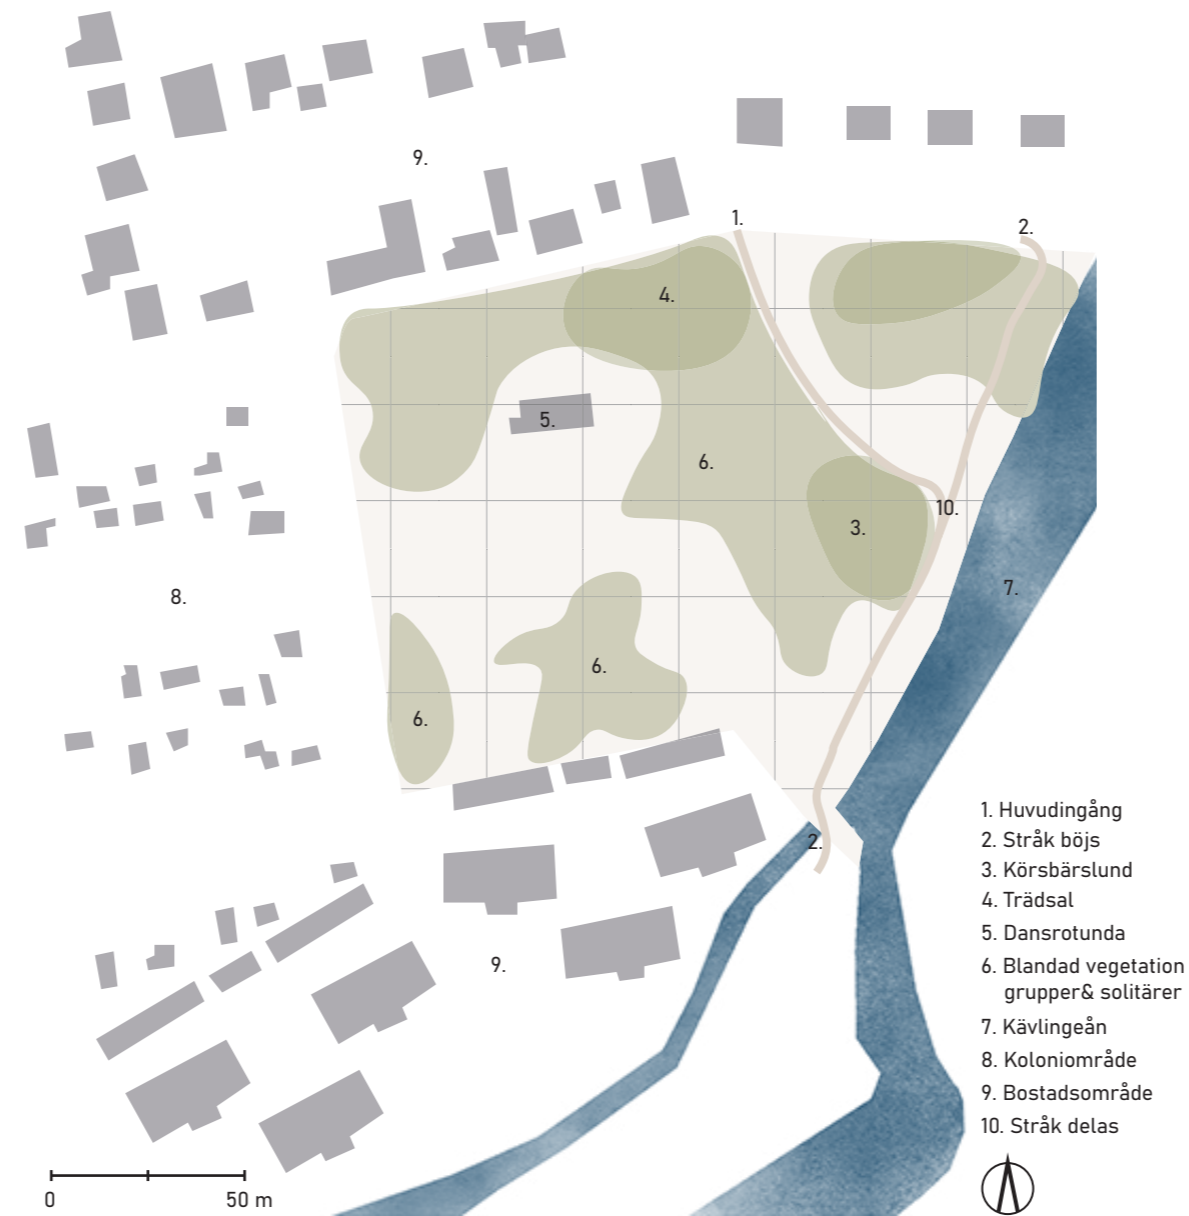 9.
1.
2.
4.
5.
6.
10.
3.
7.
8.
6.
6.
2.
9.
1. Huvudingång
2. Stråk böjs
3. Körsbärslund
4. Trädsal
5. Dansrotunda
6. Blandad vegetation
grupper& solitärer
7. Kävlingeån
8. Koloniområde
9. Bostadsområde
10. Stråk delas
0 50 m